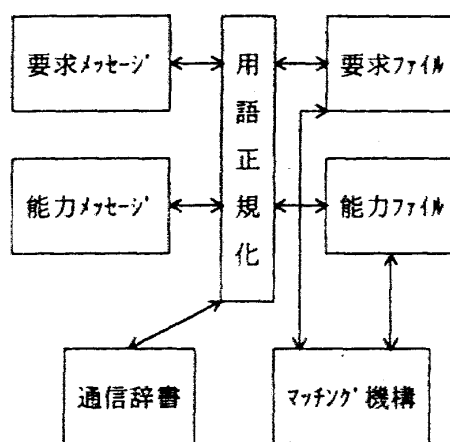 要求ﾒｯｾｰｼﾞ
用語正規化
要求ﾌｧｲﾙ
能力ﾒｯｾｰｼﾞ
能力ﾌｧｲﾙ
通信辞書
ﾏｯﾁﾝｸﾞ機構